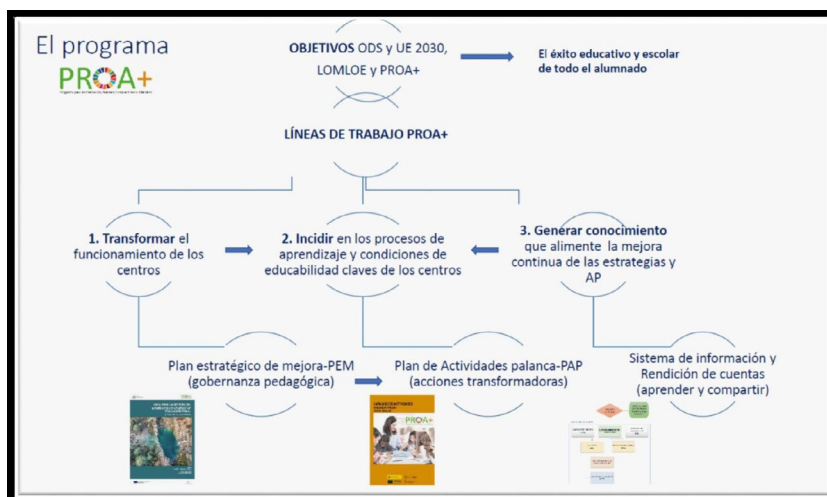 El programa
PROA+
OBJETIVOS ODS y UE 2030,
LOMLOE y PROA+
El éxito educativo y escolar
de todo el alumnado
LÍNEAS DE TRABAJO PROA+
1. Transformar el
funcionamiento de los
centros
2. Incidir en los procesos de
aprendizaje y condiciones de
educabilidad claves de los centros
3. Generar conocimiento
que alimente la mejora
continua de las estrategias y
AP
Plan estratégico de mejora-PEM
(gobernanza pedagógica)
Plan de Actividades palanca-PAP
(acciones transformadoras)
Sistema de información y
Rendición de cuentas
(aprender y compartir)
PROA+